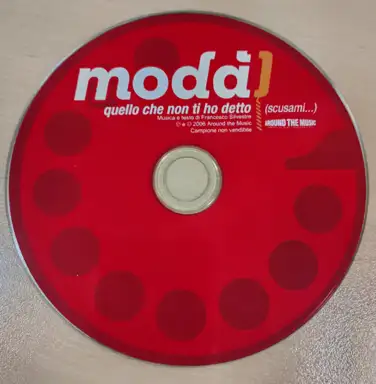 modà
quello che non ti ho detto (scusami...)
Musica e testo di Francesco Silvestre
℗ e © 2006 Around the Music
Campione non vendibile
AROUND THE MUSIC